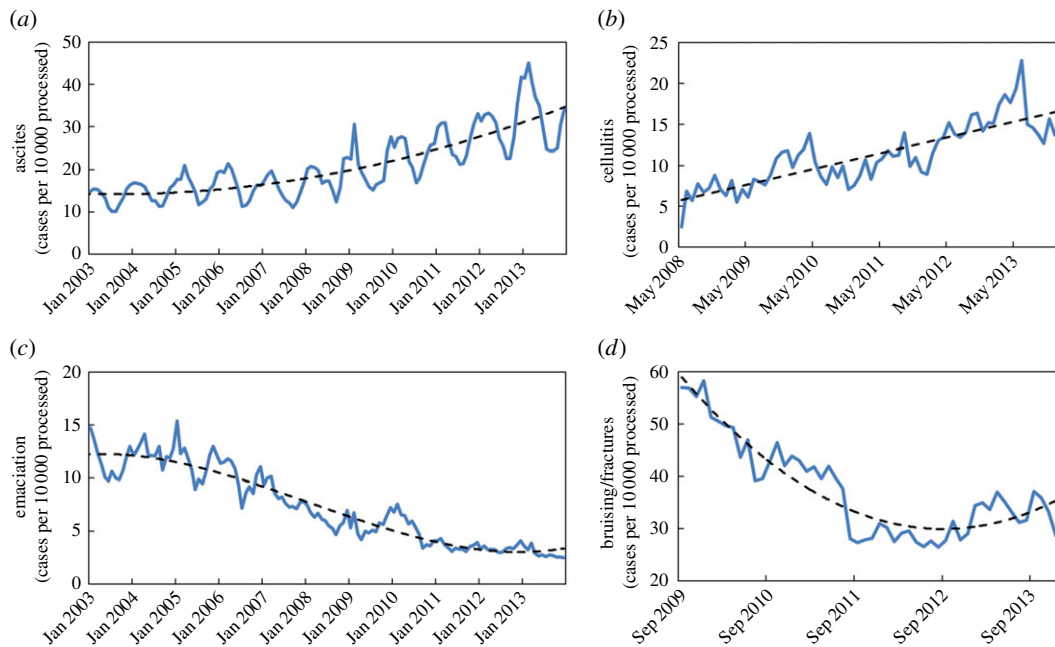 (a)
50
40
30
20
10
0
ascites
(cases per 10 000 processed)
Jan 2003
Jan 2004
Jan 2005
Jan 2006
Jan 2007
Jan 2008
Jan 2009
Jan 2010
Jan 2011
Jan 2012
Jan 2013
(b)
25
20
15
10
5
0
cellulitis
(cases per 10 000 processed)
May 2008
May 2009
May 2010
May 2011
May 2012
May 2013
(c)
20
15
10
5
0
emaciation
(cases per 10 000 processed)
Jan 2003
Jan 2004
Jan 2005
Jan 2006
Jan 2007
Jan 2008
Jan 2009
Jan 2010
Jan 2011
Jan 2012
Jan 2013
(d)
60
50
40
30
20
bruising/fractures
(cases per 10 000 processed)
Sep 2009
Sep 2010
Sep 2011
Sep 2012
Sep 2013